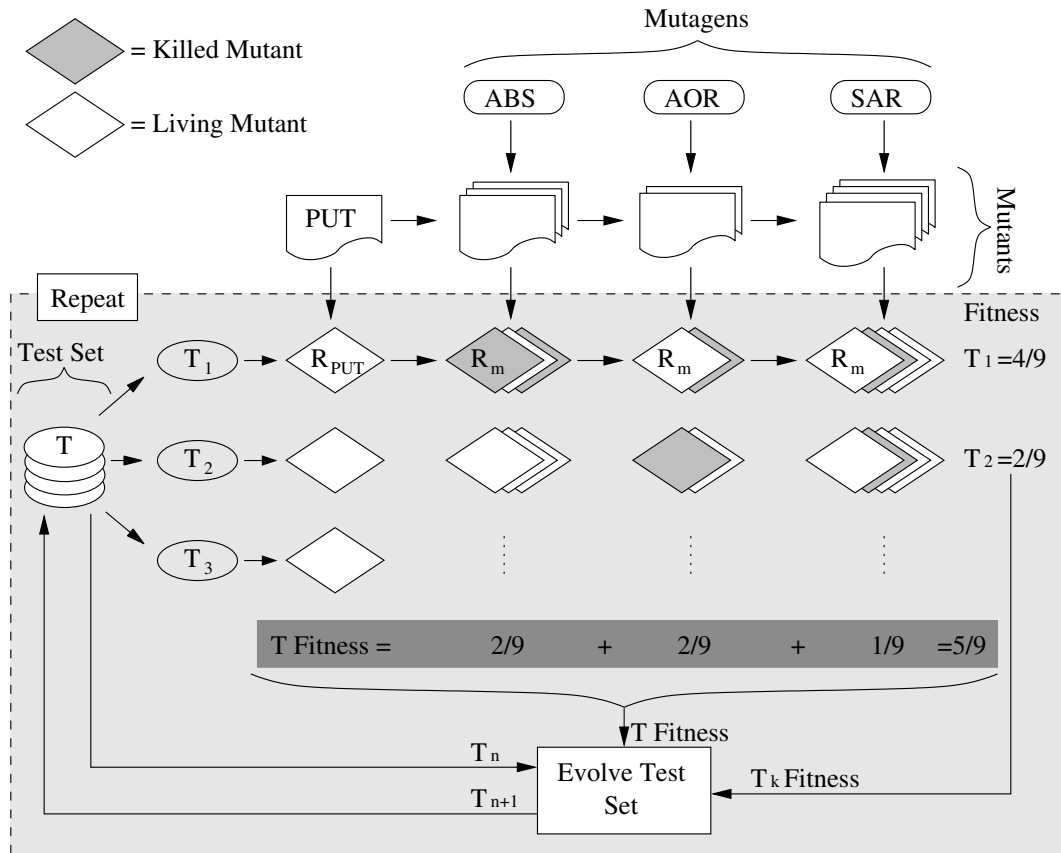 Mutagens
= Killed Mutant
= Living Mutant
ABS
AOR
SAR
PUT
Mutants
Repeat
Fitness
Test Set
T1
RPUT
Rm
Rm
Rm
T1=4/9
T
T2
T2=2/9
T3
T Fitness = 2/9 + 2/9 + 1/9 =5/9
T Fitness
Tn
Evolve Test
Set
Tk Fitness
Tn+1